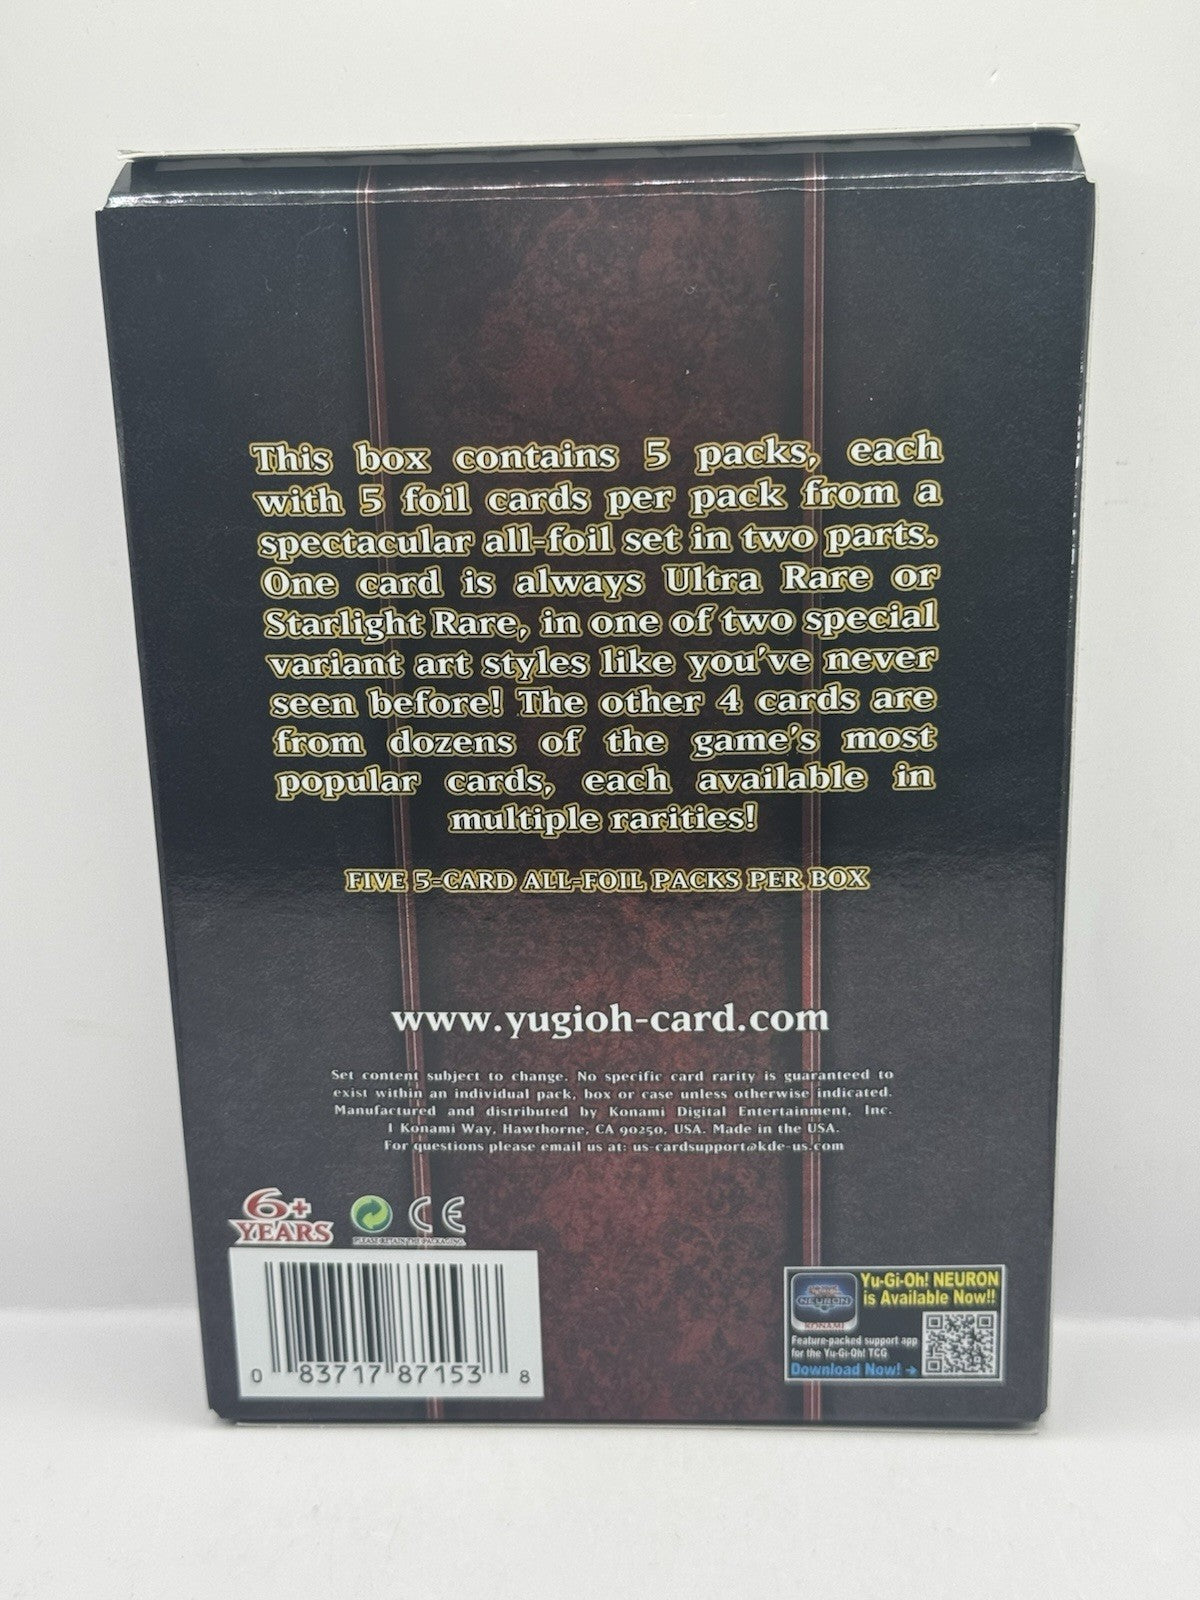 This box contains 5 packs, each
with 5 foil cards per pack from a
spectacular all-foil set in two parts.
One card is always Ultra Rare or
Starlight Rare, in one of two special
variant art styles like you've never
seen before! The other 4 cards are
from dozens of the game's most
popular cards, each available in
multiple rarities!
FIVE 5-CARD ALL-FOIL PACKS PER BOX
www.yugioh-card.com
Set content subject to change. No specific card rarity is guaranteed to
exist within an individual pack, box or case unless otherwise indicated.
Manufactured and distributed by Konami Digital Entertainment, Inc.
1 Konami Way, Hawthorne, CA 90250, USA. Made in the USA.
For questions please email us at: us-cardsupport@kde-us.com
6+
YEARS
CE
PLEASE RETAIN THE PACKAGING.
0 83717 87153 8
Yu-Gi-Oh! NEURON
is Available Now!!
NEURON
KONAMI
Feature-packed support app
for the Yu-Gi-Oh! TCG
Download Now! →